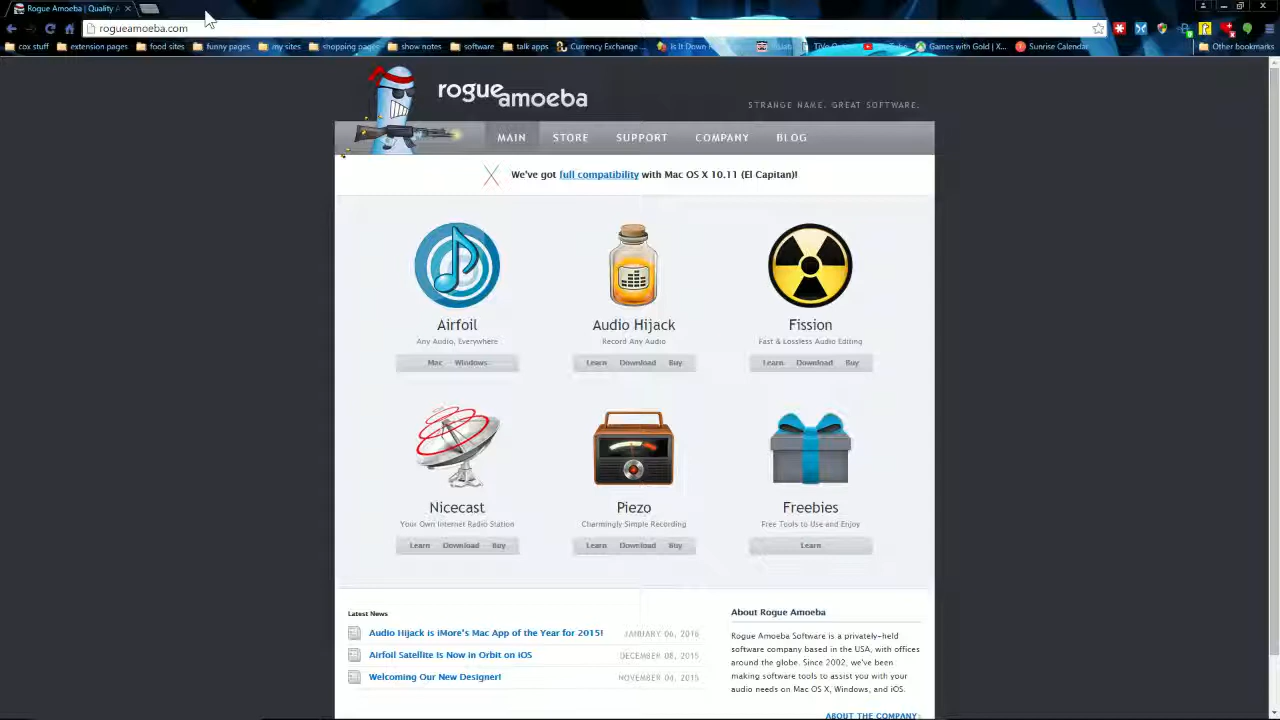 Rogue Amoeba | Quality A
rogueamoeba.com
cox stuff extension pages food sites funny pages my sites shopping pages show notes software talk apps Currency Exchange ... Is It Down R Games with Gold | X... Sunrise Calendar Other bookmarks
rogue amoeba
STRANGE NAME. GREAT SOFTWARE.
MAIN STORE SUPPORT COMPANY BLOG
We've got full compatibility with Mac OS X 10.11 (El Capitan)!
Airfoil Audio Hijack Fission
Any Audio, Everywhere Record Any Audio Fast & Lossless Audio Editing
Mac Windows Learn Download Buy Learn Download Buy
Nicecast Piezo Freebies
Your Own Internet Radio Station Charmingly Simple Recording Free Tools to Use and Enjoy
Learn Download Buy Learn Download Buy Learn
Latest News
Audio Hijack is iMore's Mac App of the Year for 2015! JANUARY 06, 2016
Airfoil Satellite Is Now in Orbit on iOS DECEMBER 08, 2015
Welcoming Our New Designer! NOVEMBER 04, 2015
About Rogue Amoeba
Rogue Amoeba Software is a privately-held
software company based in the USA, with offices
around the globe. Since 2002, we've been
making software tools to assist you with your
audio needs on Mac OS X, Windows, and iOS.
ABOUT THE COMPANY